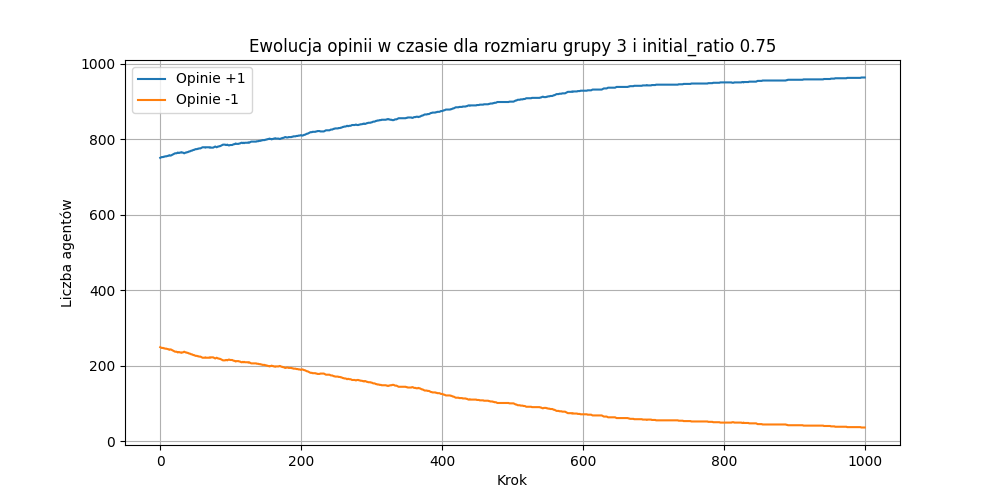 Ewolucja opinii w czasie dla rozmiaru grupy 3 i initial_ratio 0.75
Opinie +1
Opinie -1
1000
800
600
400
200
0
Liczba agentów
0 200 400 600 800 1000
Krok